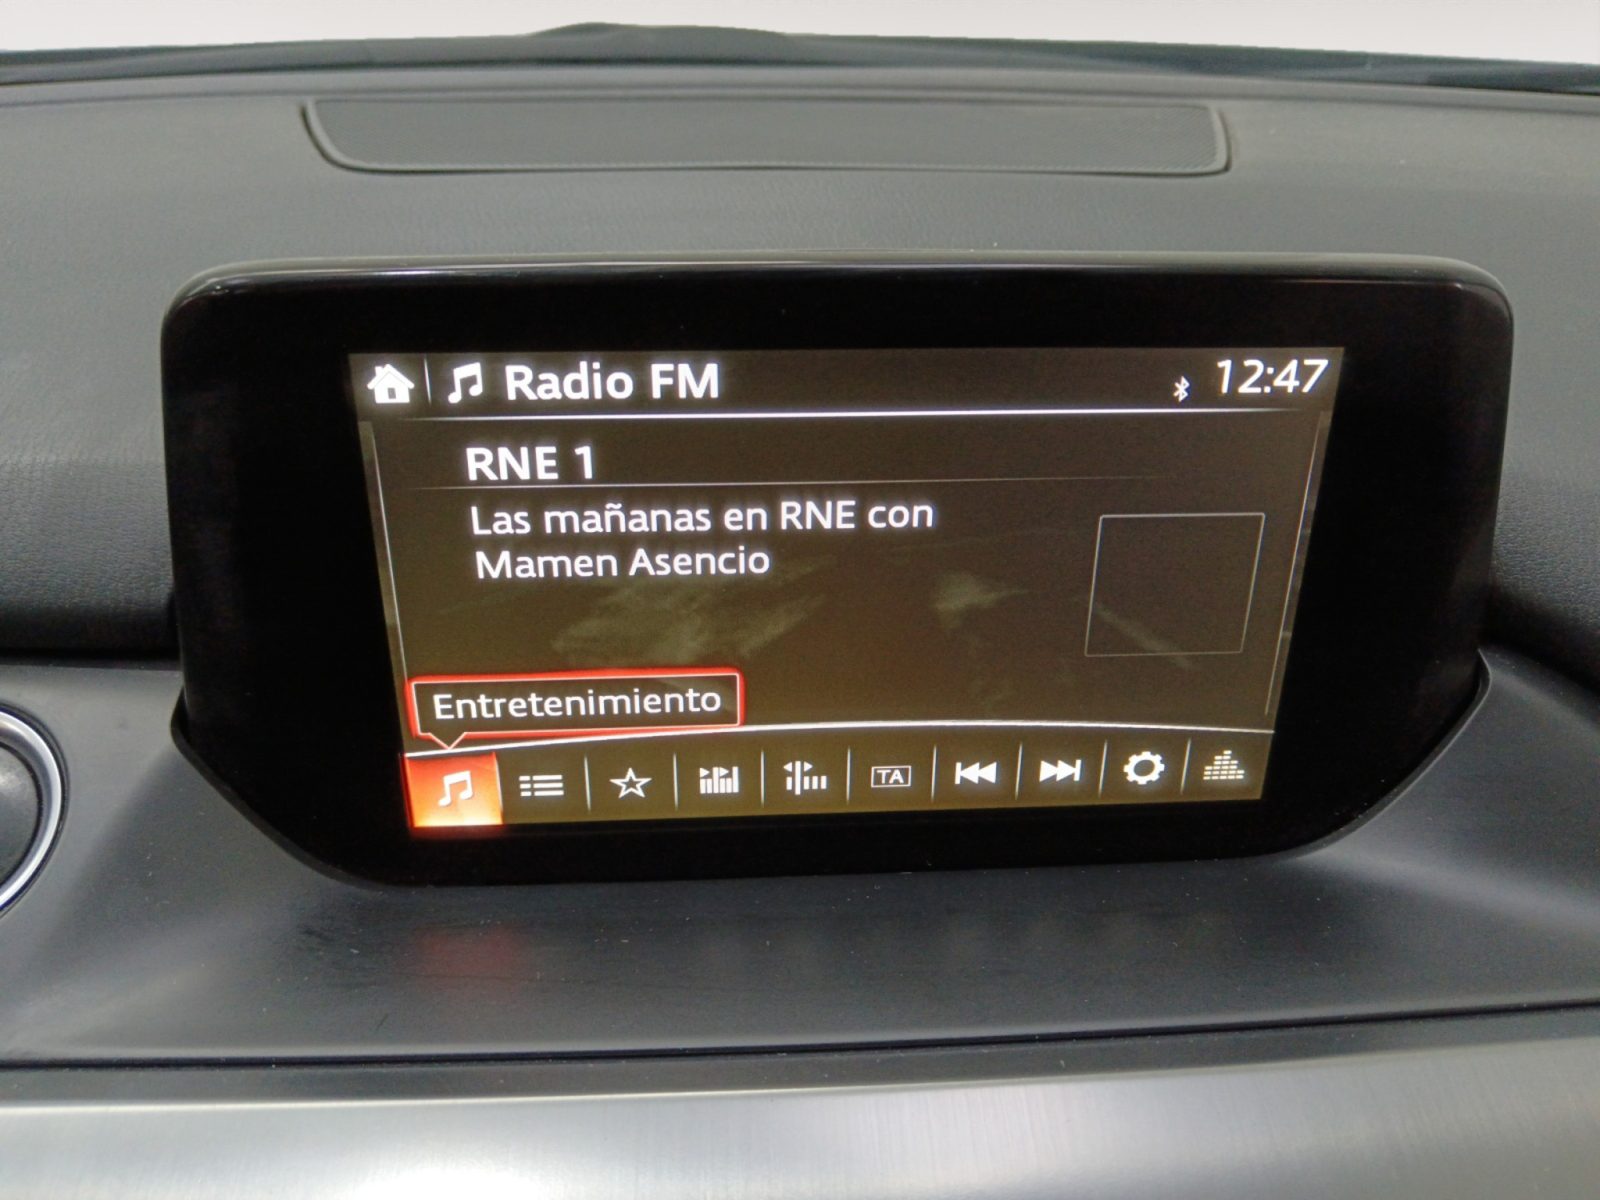 Radio FM
12:47
RNE 1
Las mañanas en RNE con
Mamen Asencio
Entretenimiento
TA